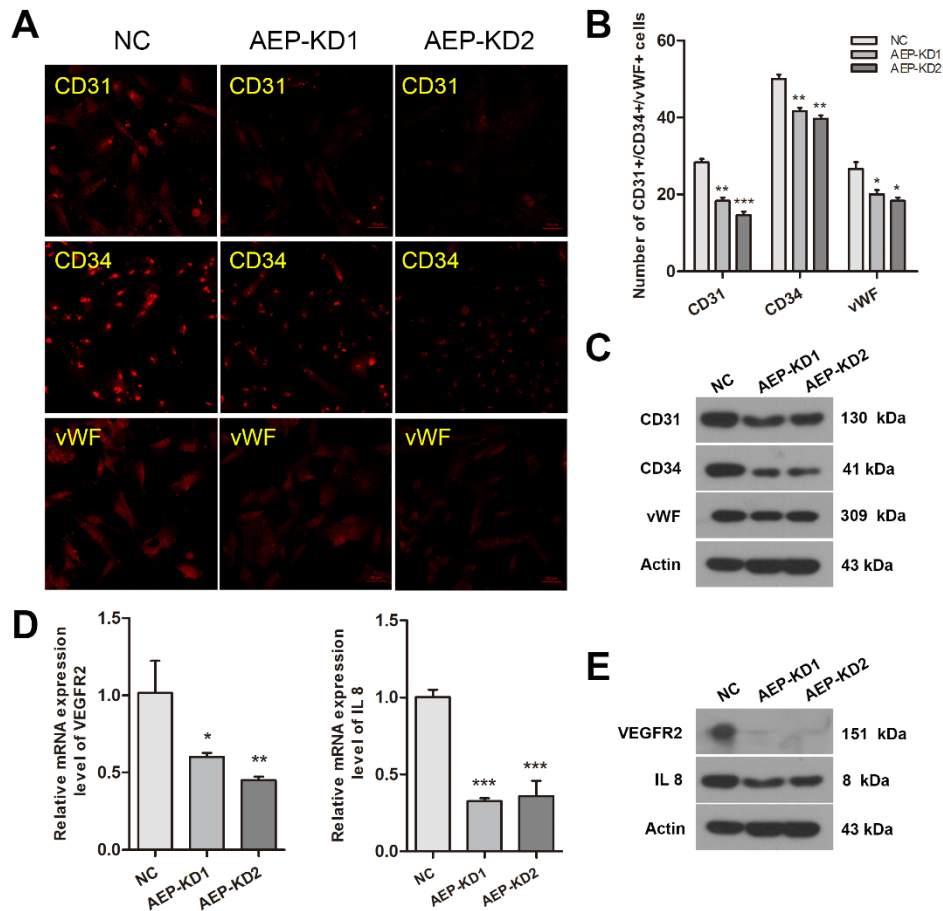 A
NC AEP-KD1 AEP-KD2
CD31 CD31 CD31
CD34 CD34 CD34
vWF vWF vWF
B
Number of CD31+/CD34+/vWF+ cells
60
40
20
0
NC
AEP-KD1
AEP-KD2
** *** ** ** * *
CD31 CD34 vWF
C
NC AEP-KD1 AEP-KD2
CD31 130 kDa
CD34 41 kDa
vWF 309 kDa
Actin 43 kDa
D
Relative mRNA expression
level of VEGFR2
1.5
1.0
0.5
0.0
* **
NC AEP-KD1 AEP-KD2
Relative mRNA expression
level of IL 8
1.5
1.0
0.5
0.0
*** ***
NC AEP-KD1 AEP-KD2
E
NC AEP-KD1 AEP-KD2
VEGFR2 151 kDa
IL 8 8 kDa
Actin 43 kDa